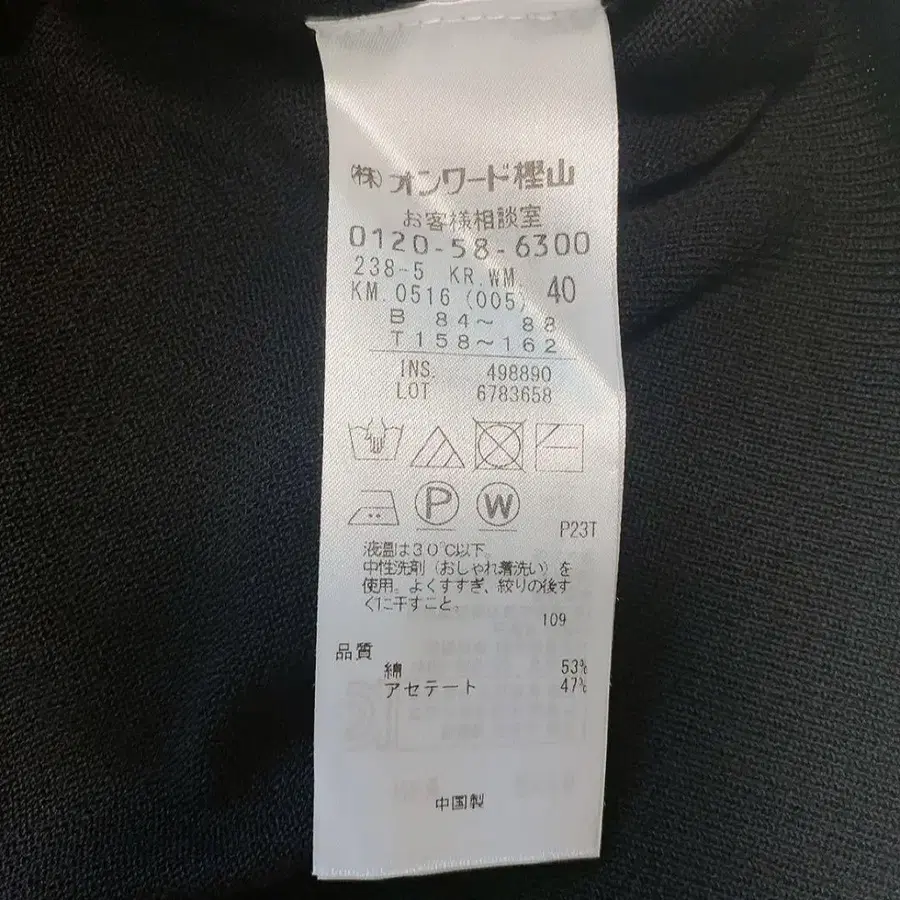 (株)オンワード樫山
お客様相談室
0120-58-6300
238-5 KR.WM. 40
KM.0516 (005)
B 84～ 88
T158～162
INS. 498890
LOT 6783658
P W
P23T
液温は30℃以下。
中性洗剤(おしゃれ着洗い)を
使用。よくすすぎ、絞りの後す
ぐに干すこと。
109
品質
綿 53%
アセテート 47%
中国製